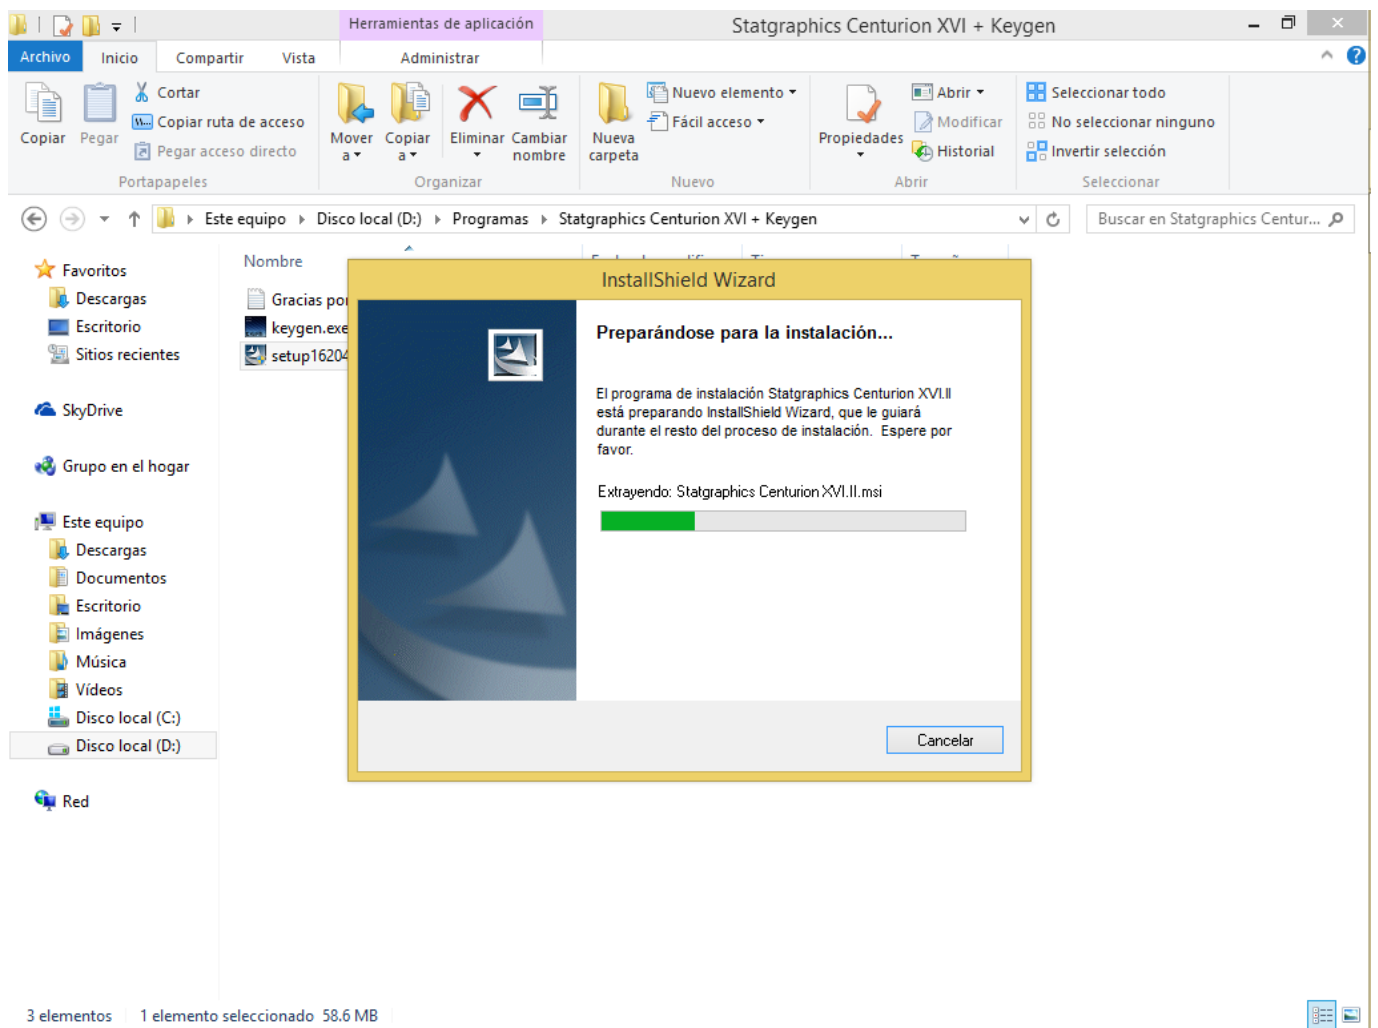 Herramientas de aplicación
Statgraphics Centurion XVI + Keygen
Archivo
Inicio
Compartir
Vista
Administrar
Copiar
Pegar
Cortar
Copiar ruta de acceso
Pegar acceso directo
Portapapeles
Mover
a
Copiar
a
Eliminar
Cambiar
nombre
Organizar
Nueva
carpeta
Nuevo elemento
Fácil acceso
Nuevo
Propiedades
Abrir
Modificar
Historial
Abrir
Seleccionar todo
No seleccionar ninguno
Invertir selección
Seleccionar
Este equipo
Disco local (D:)
Programas
Statgraphics Centurion XVI + Keygen
Buscar en Statgraphics Centur...
Favoritos
Descargas
Escritorio
Sitios recientes
SkyDrive
Grupo en el hogar
Este equipo
Descargas
Documentos
Escritorio
Imágenes
Música
Vídeos
Disco local (C:)
Disco local (D:)
Red
Nombre
Gracias por
keygen.exe
setup16204
InstallShield Wizard
Preparándose para la instalación...
El programa de instalación Statgraphics Centurion XVI.II
está preparando InstallShield Wizard, que le guiará
durante el resto del proceso de instalación. Espere por
favor.
Extrayendo: Statgraphics Centurion XVI.II.msi
Cancelar
3 elementos
1 elemento seleccionado 58.6 MB